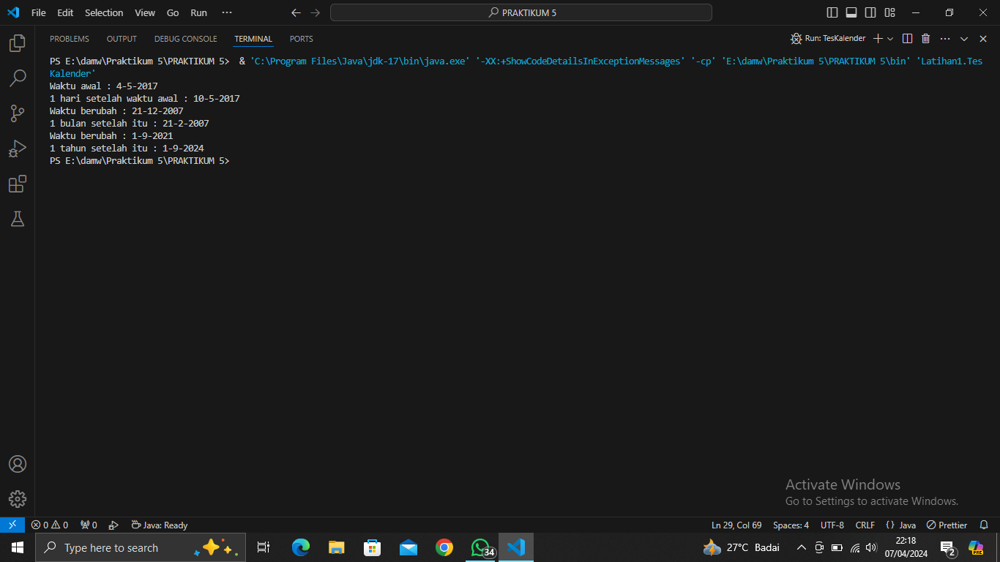 File Edit Selection View Go Run ··· PRAKTIKUM 5
PROBLEMS OUTPUT DEBUG CONSOLE TERMINAL PORTS Run: TesKalender
PS E:\damw\Praktikum 5\PRAKTIKUM 5>  & 'C:\Program Files\Java\jdk-17\bin\java.exe' '-XX:+ShowCodeDetailsInExceptionMessages' '-cp' 'E:\damw\Praktikum 5\PRAKTIKUM 5\bin' 'Latihan1.Tes
Kalender'
Waktu awal : 4-5-2017
1 hari setelah waktu awal : 10-5-2017
Waktu berubah : 21-12-2007
1 bulan setelah itu : 21-2-2007
Waktu berubah : 1-9-2021
1 tahun setelah itu : 1-9-2024
PS E:\damw\Praktikum 5\PRAKTIKUM 5>
Activate Windows
Go to Settings to activate Windows.
0 0 0 Java: Ready Ln 29, Col 69 Spaces: 4 UTF-8 CRLF {} Java Prettier
Type here to search 34 27°C Badai 22:18 2 PRE
07/04/2024